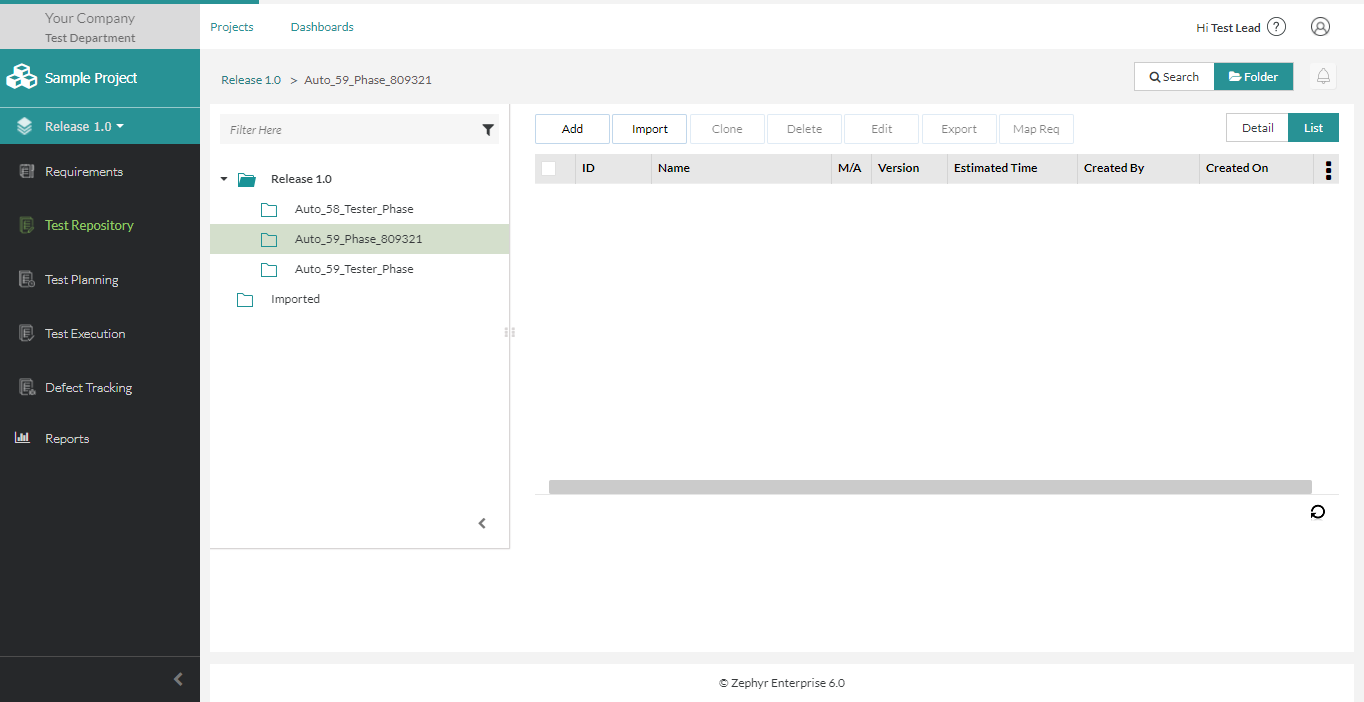 Your Company
Test Department
Projects
Dashboards
Hi Test Lead ?
Sample Project
Release 1.0
Requirements
Test Repository
Test Planning
Test Execution
Defect Tracking
Reports
Release 1.0 > Auto_59_Phase_809321
Search
Folder
Filter Here
Release 1.0
Auto_58_Tester_Phase
Auto_59_Phase_809321
Auto_59_Tester_Phase
Imported
Add Import Clone Delete Edit Export Map Req
Detail List
ID Name M/A Version Estimated Time Created By Created On
© Zephyr Enterprise 6.0